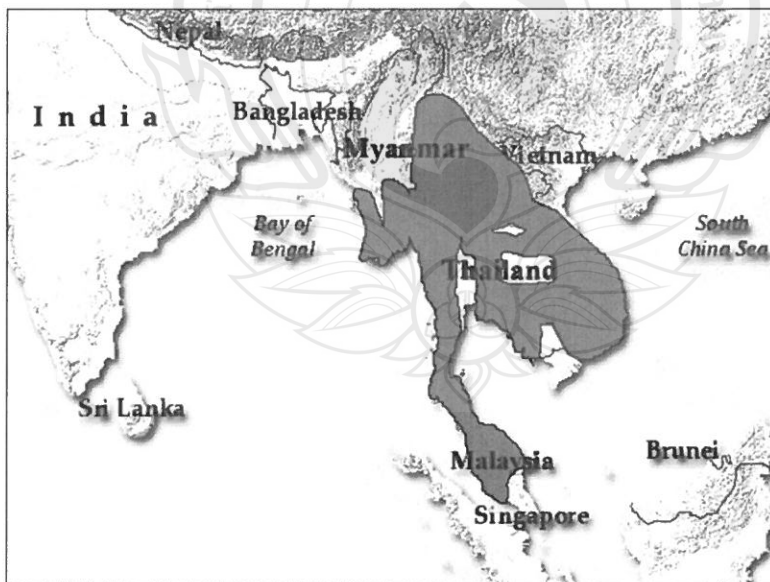 Nepal
India
Bangladesh
Myanmar
Vietnam
Bay of
Bengal
South
China Sea
Thailand
Sri Lanka
Malaysia
Brunei
Singapore